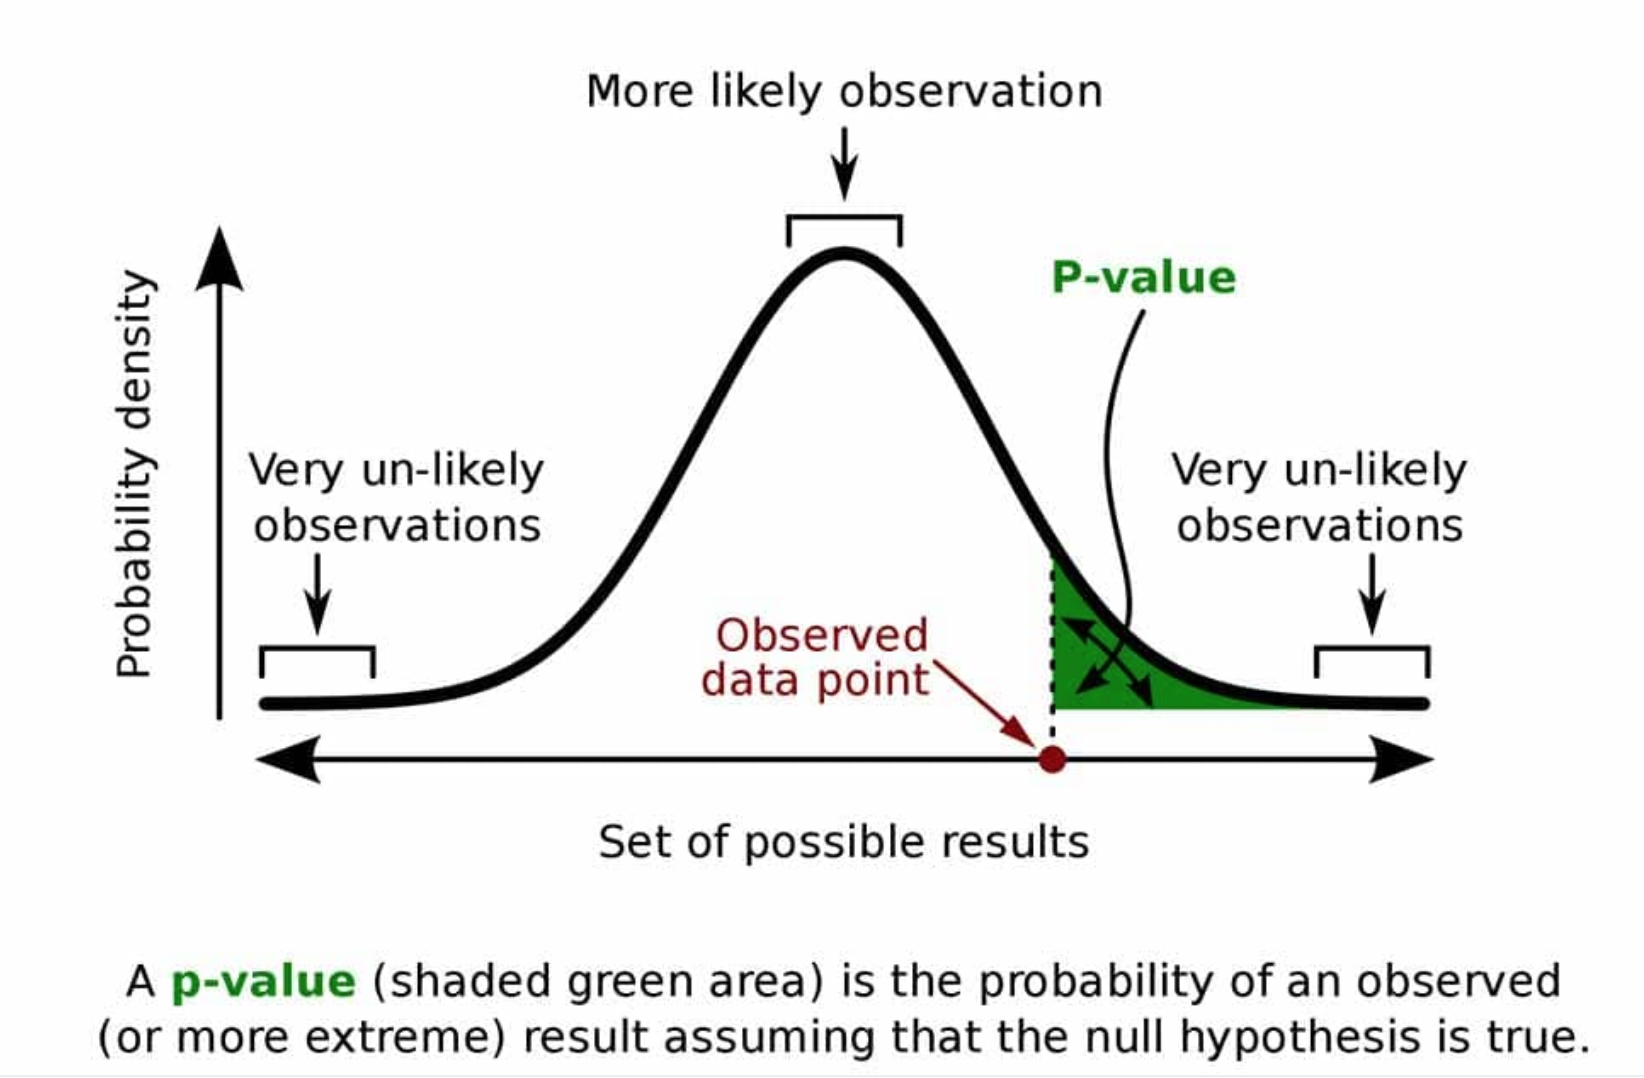 More likely observation
P-value
Probability density
Very un-likely
observations
Very un-likely
observations
Observed
data point
Set of possible results
A p-value (shaded green area) is the probability of an observed
(or more extreme) result assuming that the null hypothesis is true.